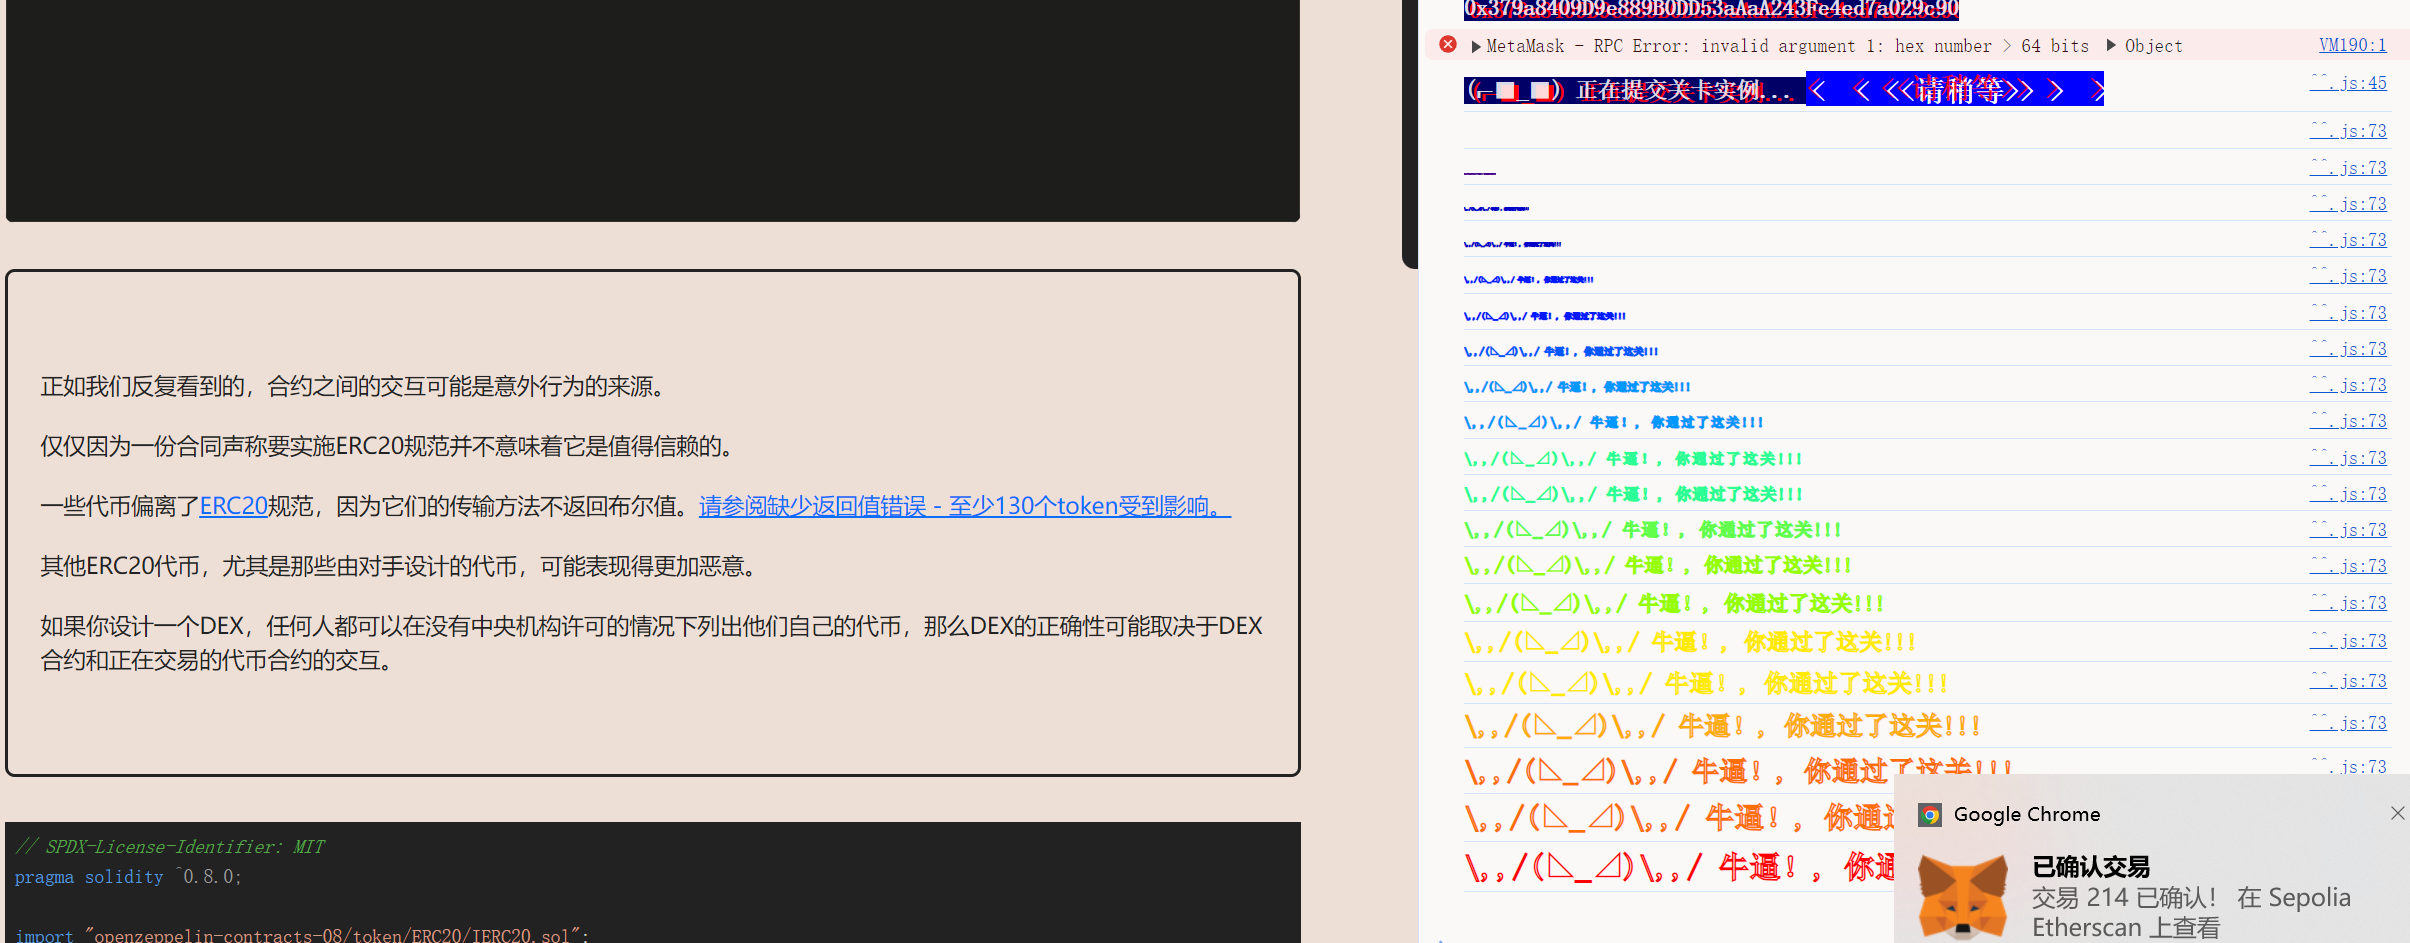 正如我们反复看到的，合约之间的交互可能是意外行为的来源。
仅仅因为一份合同声称要实施ERC20规范并不意味着它是值得信赖的。
一些代币偏离了ERC20规范，因为它们的传输方法不返回布尔值。请参阅缺少返回值错误 - 至少130个token受到影响。
其他ERC20代币，尤其是那些由对手设计的代币，可能表现得更加恶意。
如果你设计一个DEX，任何人都可以在没有中央机构许可的情况下列出他们自己的代币，那么DEX的正确性可能取决于DEX
合约和正在交易的代币合约的交互。
// SPDX-License-Identifier: MIT
pragma solidity ^0.8.0;
import "openzeppelin-contracts-08/token/ERC20/IERC20.sol";
0x379a8409D9e889B0DD53aAaA243Fe4ed7a029c90
MetaMask - RPC Error: invalid argument 1: hex number > 64 bits ▶ Object VM190:1
(⌐■_■) 正在提交关卡实例... < < <<请稍等>> > > ^^.js:45
^^.js:73
^^.js:73
^^.js:73
^^.js:73
\,,/(◺_◿)\,,/ 牛逼!, 你通过了这关!!! ^^.js:73
\,,/(◺_◿)\,,/ 牛逼!, 你通过了这关!!! ^^.js:73
\,,/(◺_◿)\,,/ 牛逼!, 你通过了这关!!! ^^.js:73
\,,/(◺_◿)\,,/ 牛逼!, 你通过了这关!!! ^^.js:73
\,,/(◺_◿)\,,/ 牛逼!, 你通过了这关!!! ^^.js:73
\,,/(◺_◿)\,,/ 牛逼!, 你通过了这关!!! ^^.js:73
\,,/(◺_◿)\,,/ 牛逼!, 你通过了这关!!! ^^.js:73
\,,/(◺_◿)\,,/ 牛逼!, 你通过了这关!!! ^^.js:73
\,,/(◺_◿)\,,/ 牛逼!, 你通过了这关!!! ^^.js:73
\,,/(◺_◿)\,,/ 牛逼!, 你通过了这关!!! ^^.js:73
\,,/(◺_◿)\,,/ 牛逼!, 你通过了这关!!! ^^.js:73
\,,/(◺_◿)\,,/ 牛逼!, 你通过了这关!!! ^^.js:73
\,,/(◺_◿)\,,/ 牛逼!, 你通过了这关!!! ^^.js:73
\,,/(◺_◿)\,,/ 牛逼!, 你通过了这关!!! ^^.js:73
\,,/(◺_◿)\,,/ 牛逼!, 你通
\,,/(◺_◿)\,,/ 牛逼!, 你
Google Chrome
已确认交易
交易 214 已确认！ 在 Sepolia
Etherscan 上查看